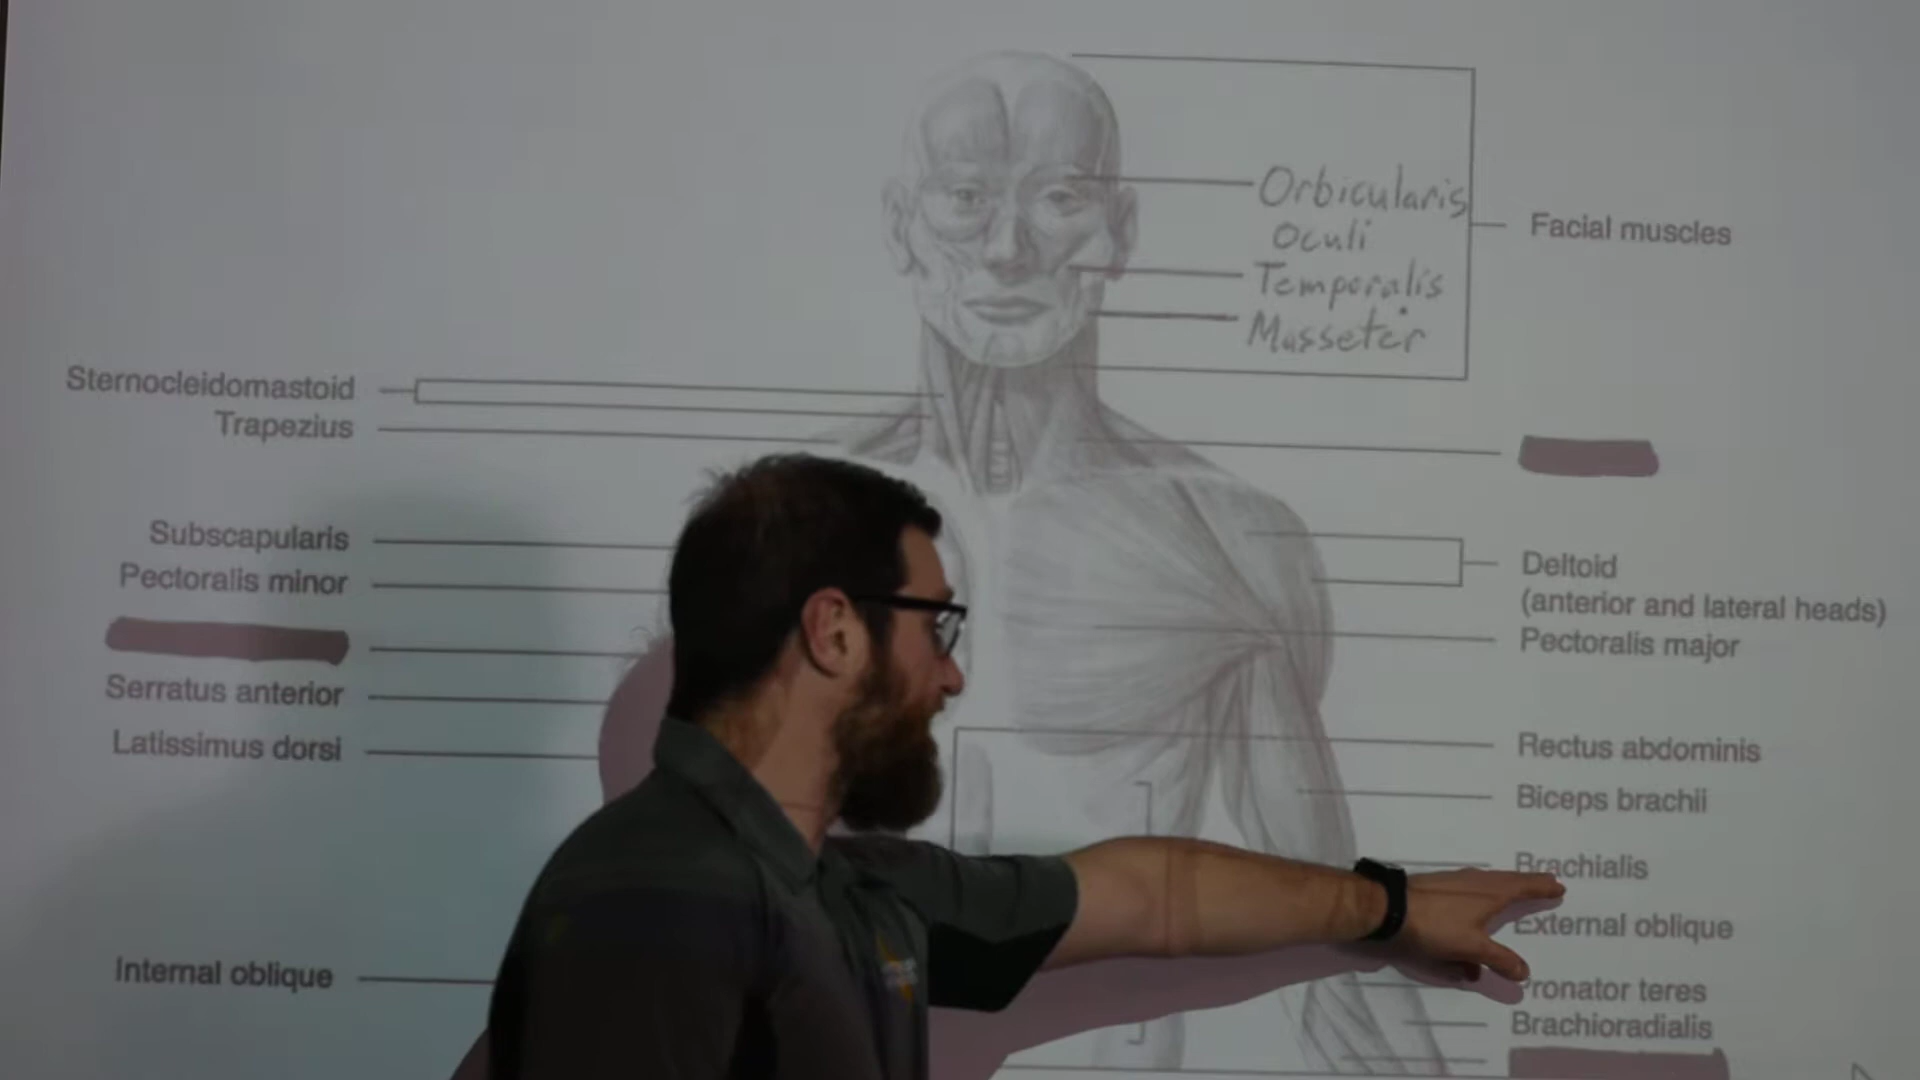 Orbicularis
Oculi
Temporalis
Masseter
Facial muscles
Sternocleidomastoid
Trapezius
Subscapularis
Pectoralis minor
Serratus anterior
Latissimus dorsi
Internal oblique
Deltoid
(anterior and lateral heads)
Pectoralis major
Rectus abdominis
Biceps brachii
Brachialis
External oblique
Pronator teres
Brachioradialis